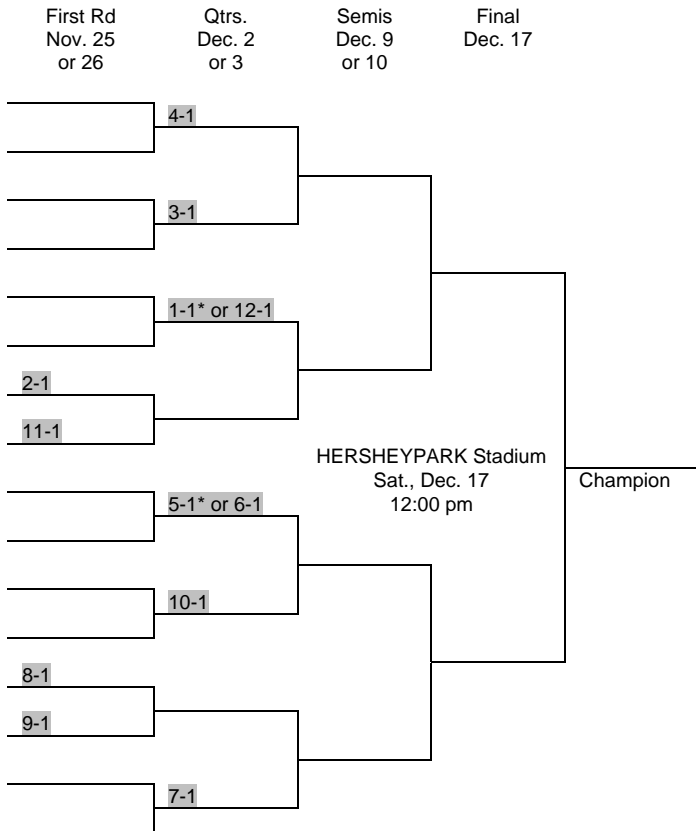 First Rd
Nov. 25
or 26
Qtrs.
Dec. 2
or 3
Semis
Dec. 9
or 10
Final
Dec. 17
4-1
3-1
1-1* or 12-1
2-1
11-1
HERSHEYPARK Stadium
Sat., Dec. 17
12:00 pm
Champion
5-1* or 6-1
10-1
8-1
9-1
7-1